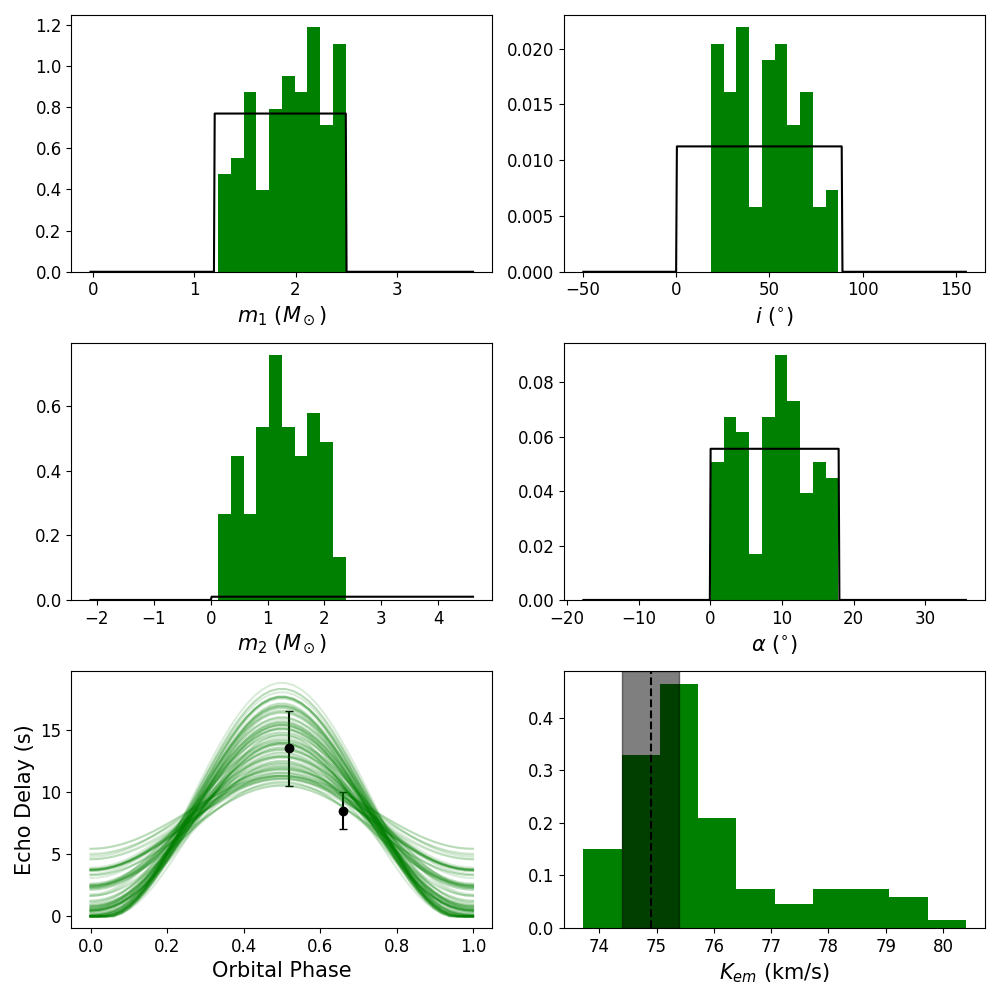 1.2
1.0
0.8
0.6
0.4
0.2
0.0
0 1 2 3
m₁ (M⊙)
0.020
0.015
0.010
0.005
0.000
−50 0 50 100 150
i (°)
0.6
0.4
0.2
0.0
−2 −1 0 1 2 3 4
m₂ (M⊙)
0.08
0.06
0.04
0.02
0.00
−20 −10 0 10 20 30
α (°)
Echo Delay (s)
15
10
5
0
0.0 0.2 0.4 0.6 0.8 1.0
Orbital Phase
0.4
0.3
0.2
0.1
0.0
74 75 76 77 78 79 80
Kₑₘ (km/s)